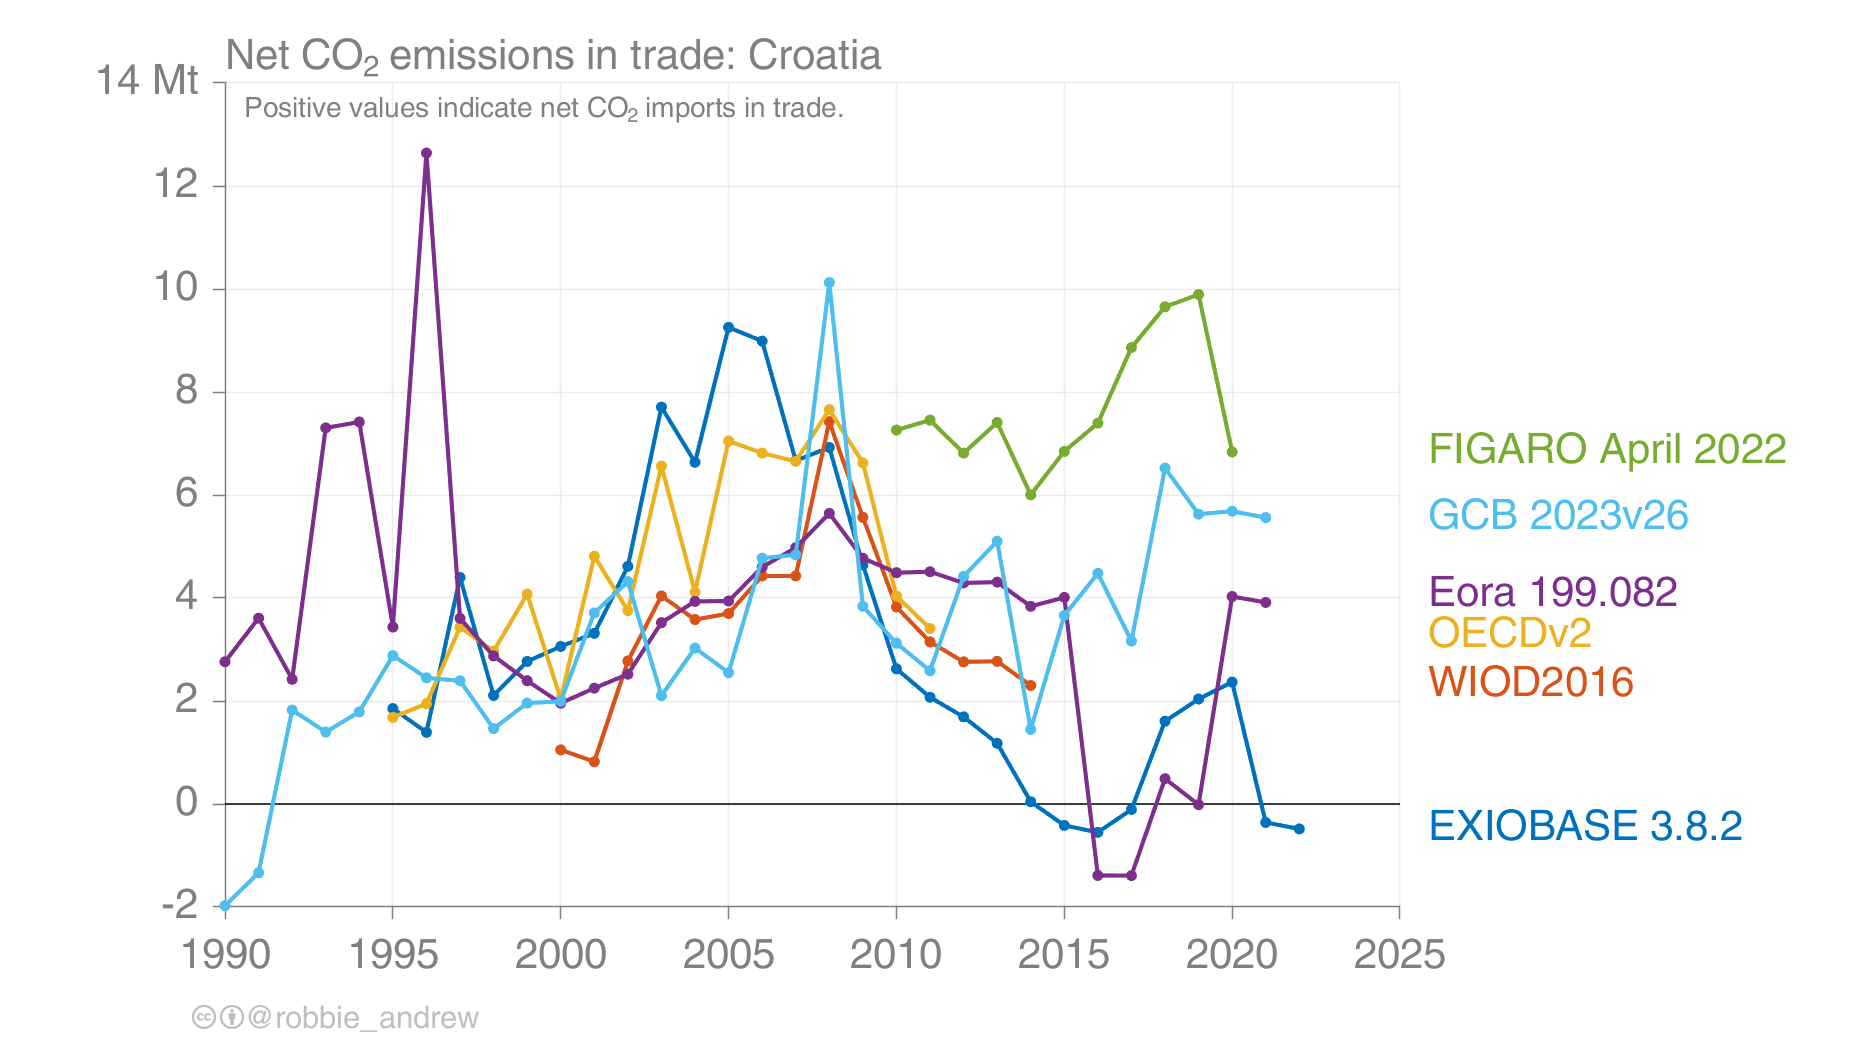 Net CO₂ emissions in trade: Croatia
14 Mt
Positive values indicate net CO₂ imports in trade.
12
10
8
6
4
2
0
-2
1990 1995 2000 2005 2010 2015 2020 2025
FIGARO April 2022
GCB 2023v26
Eora 199.082
OECDv2
WIOD2016
EXIOBASE 3.8.2
@robbie_andrew